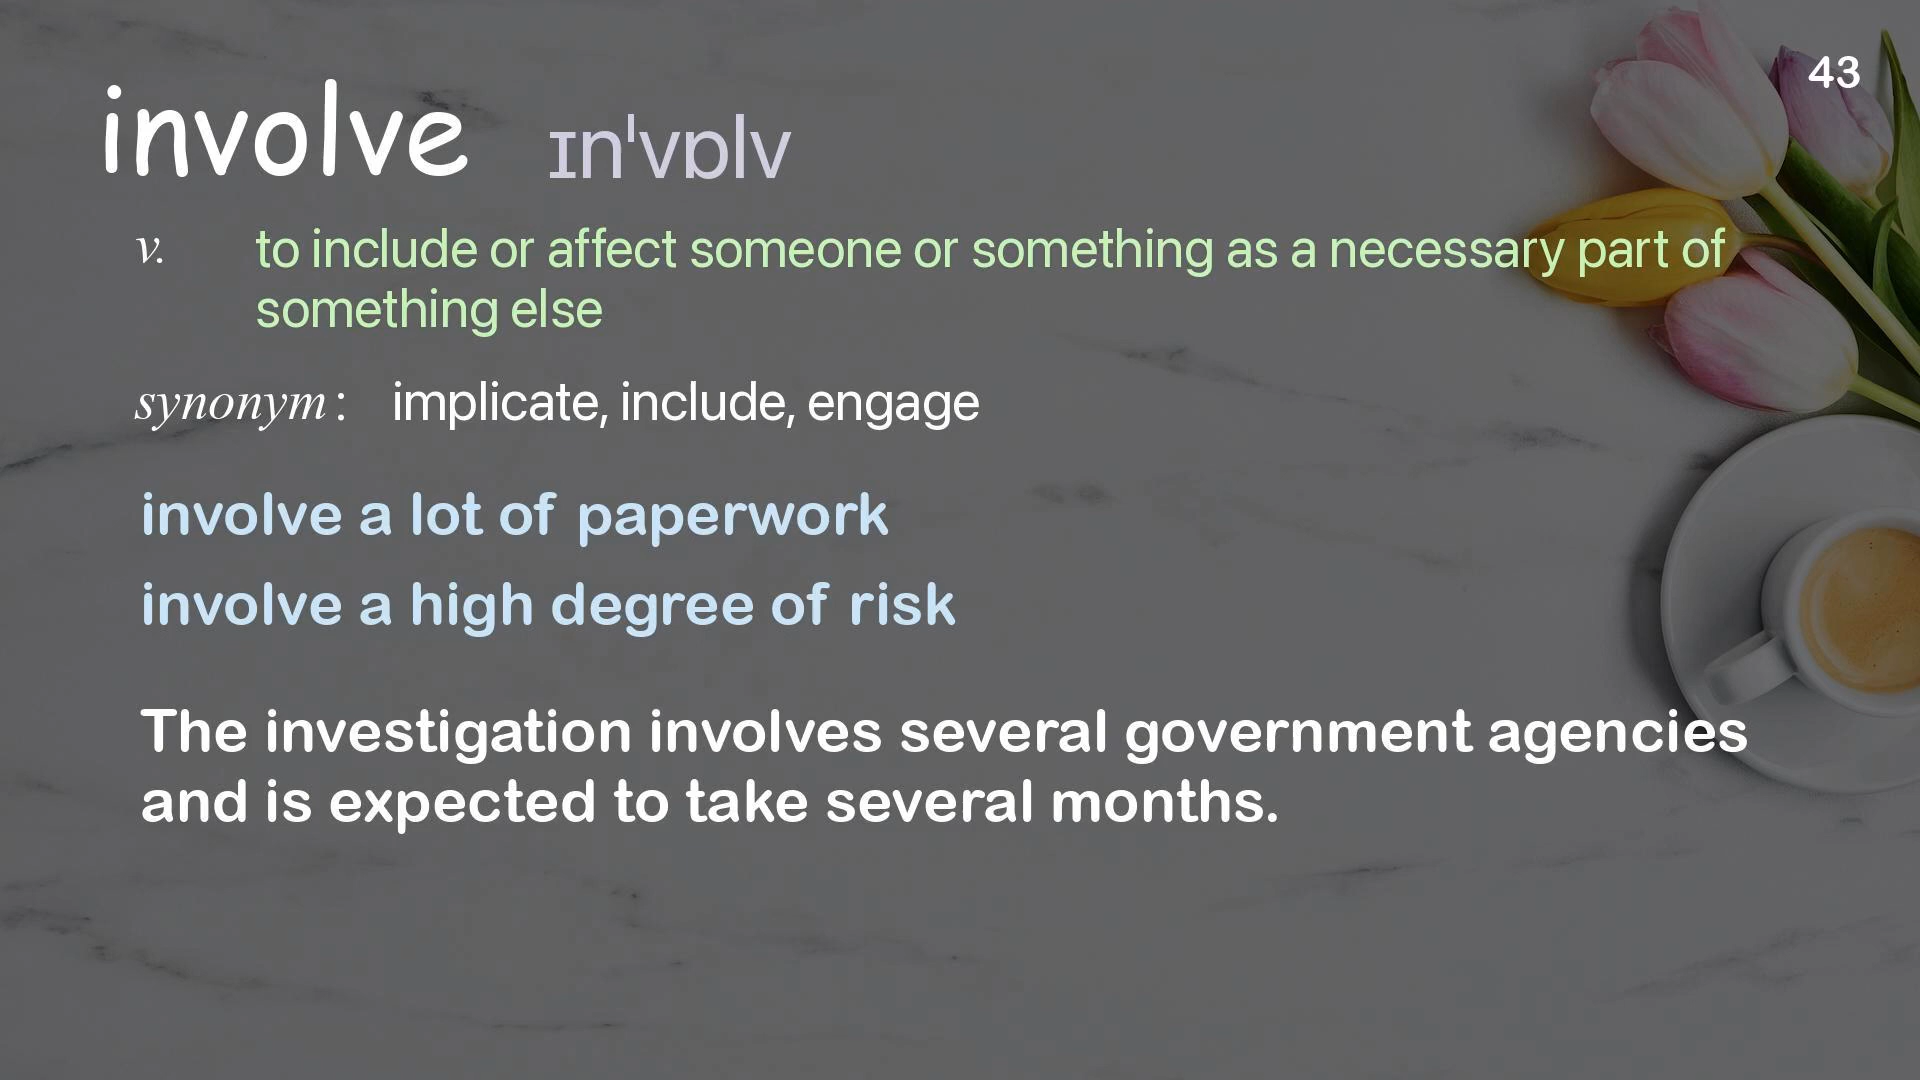 43
involve ɪn'vɒlv
v. to include or affect someone or something as a necessary part of
something else
synonym: implicate, include, engage
involve a lot of paperwork
involve a high degree of risk
The investigation involves several government agencies
and is expected to take several months.